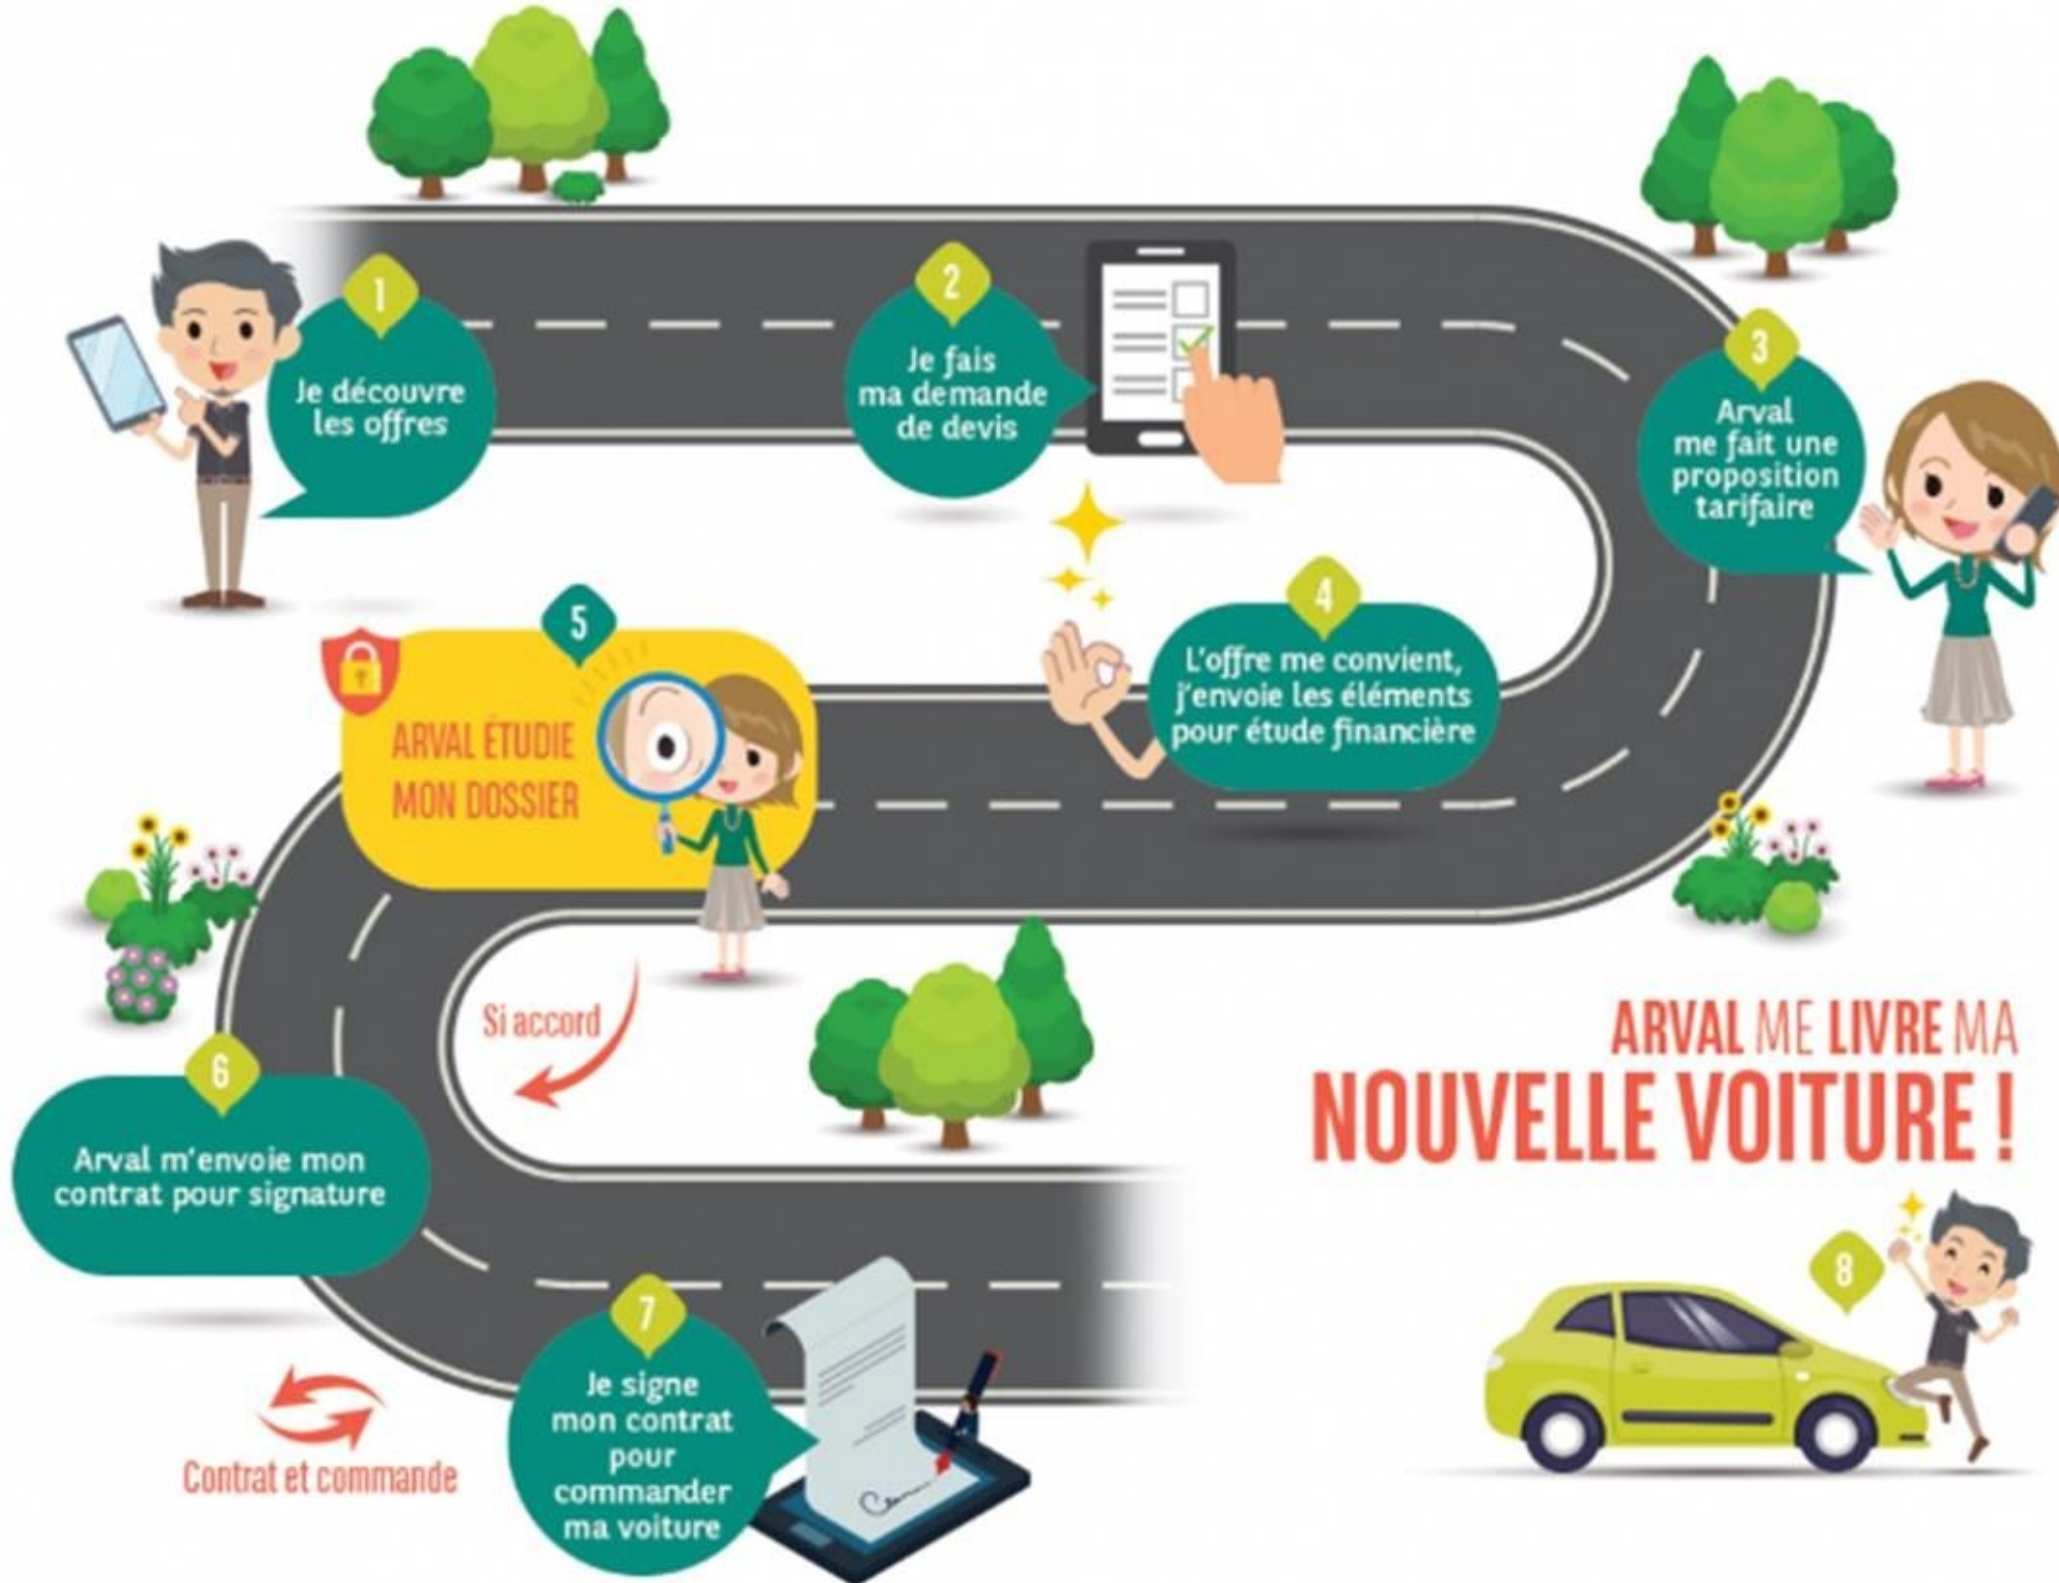 1
Je découvre
les offres
2
Je fais
ma demande
de devis
3
Arval
me fait une
proposition
tarifaire
4
L'offre me convient,
j'envoie les éléments
pour étude financière
5
ARVAL ÉTUDIE
MON DOSSIER
Si accord
6
Arval m'envoie mon
contrat pour signature
Contrat et commande
7
Je signe
mon contrat
pour
commander
ma voiture
ARVAL ME LIVRE MA
NOUVELLE VOITURE !
8